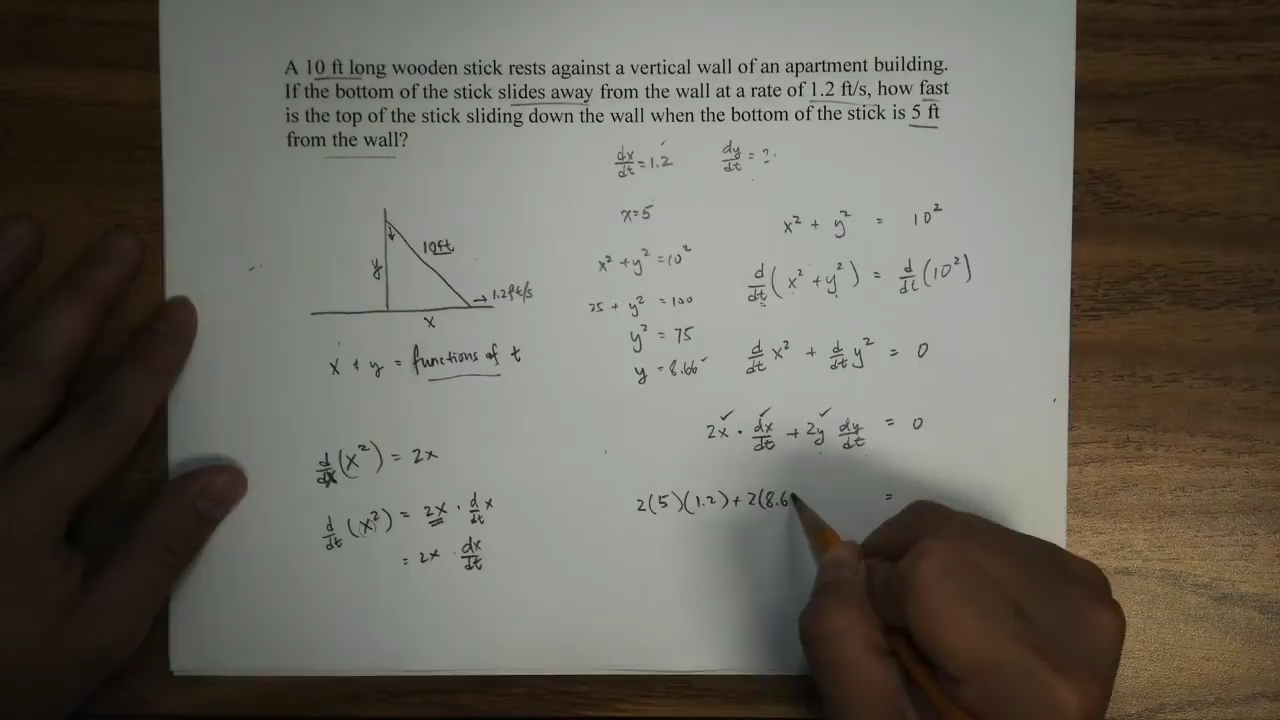 A 10 ft long wooden stick rests against a vertical wall of an apartment building.
If the bottom of the stick slides away from the wall at a rate of 1.2 ft/s, how fast
is the top of the stick sliding down the wall when the bottom of the stick is 5 ft
from the wall?
dx/dt = 1.2 dy/dt = ?
x=5
x² + y² = 10²
25 + y² = 100
y² = 75
y = 8.66
10ft
y
1.2ft/s
x
x + y = functions of t
d/dx (x²) = 2x
d/dt (x²) = 2x · d/dt x
= 2x · dx/dt
x² + y² = 10²
d/dt (x² + y²) = d/dt (10²)
d/dt x² + d/dt y² = 0
2x · dx/dt + 2y dy/dt = 0
2(5)(1.2) + 2(8.6 =